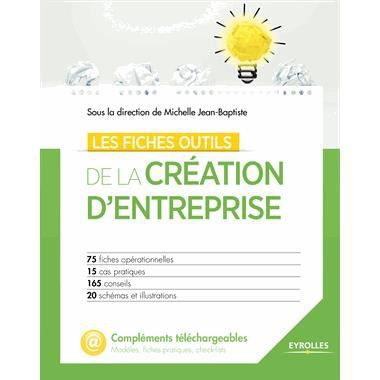 Sous la direction de Michelle Jean-Baptiste
LES FICHES OUTILS
DE LA CRÉATION
D'ENTREPRISE
75 fiches opérationnelles
15 cas pratiques
165 conseils
20 schémas et illustrations
@ Compléments téléchargeables
Modèles, fiches pratiques, check-lists
EYROLLES